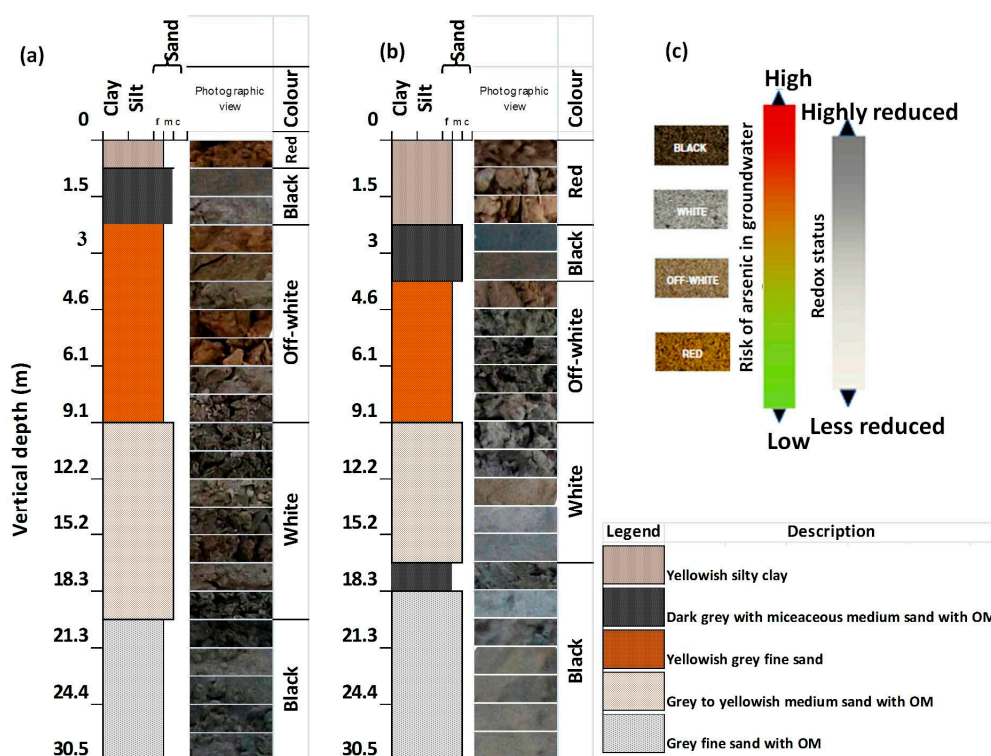 (a)
Sand
Clay
Silt
f m c
Photographic
view
Colour
Vertical depth (m)
0
1.5
3
4.6
6.1
9.1
12.2
15.2
18.3
21.3
24.4
30.5
Red
Black
Off-white
White
Black
(b)
Sand
Clay
Silt
f m c
Photographic
view
Colour
0
1.5
3
4.6
6.1
9.1
12.2
15.2
18.3
21.3
24.4
30.5
Red
Black
Off-white
White
Black
(c)
High
Highly reduced
BLACK
WHITE
OFF-WHITE
RED
Risk of arsenic in groundwater
Redox status
Low
Less reduced
Legend Description
Yellowish silty clay
Dark grey with miceaceous medium sand with OM
Yellowish grey fine sand
Grey to yellowish medium sand with OM
Grey fine sand with OM